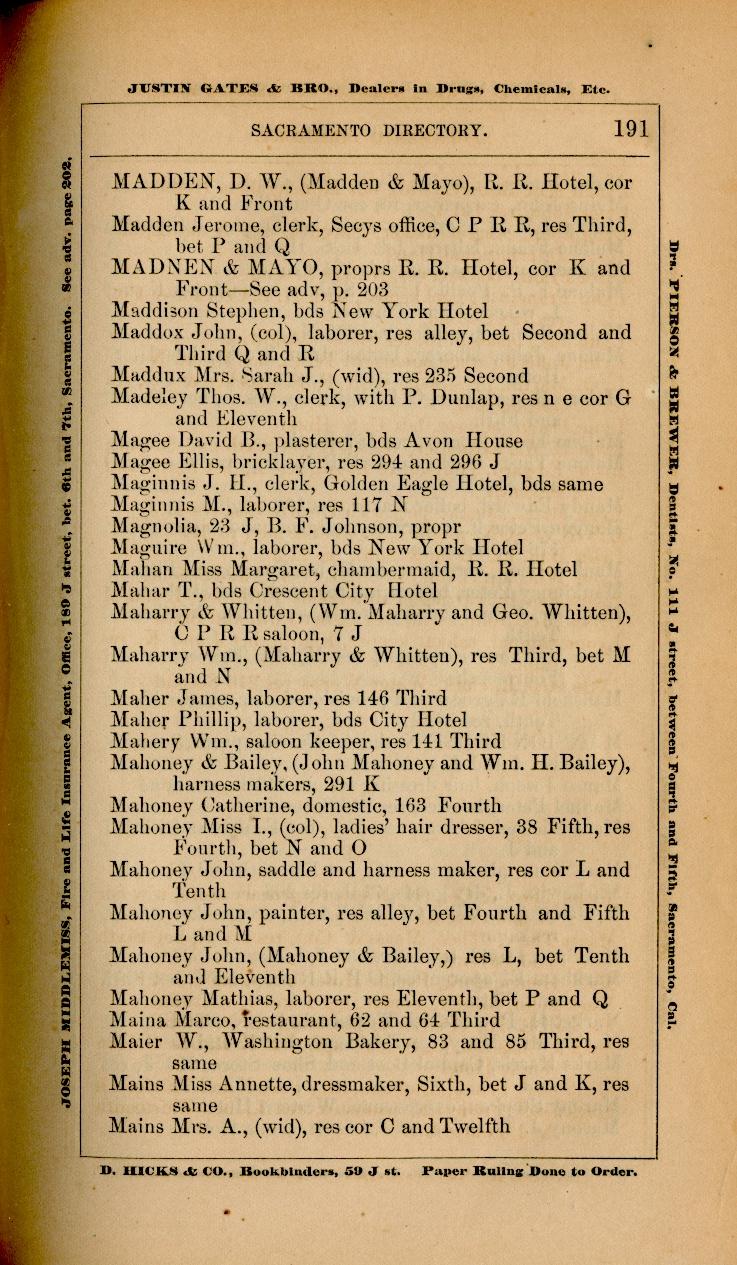 JUSTIN GATES & BRO., Dealers in Drugs, Chemicals, Etc.
SACRAMENTO DIRECTORY. 191
MADDEN, D. W., (Madden & Mayo), R. R. Hotel, cor
K and Front
Madden Jerome, clerk, Secys office, C P R R, res Third,
bet P and Q
MADNEN & MAYO, proprs R. R. Hotel, cor K and
Front—See adv, p. 203
Maddison Stephen, bds New York Hotel
Maddox John, (col), laborer, res alley, bet Second and
Third Q and R
Maddux Mrs. Sarah J., (wid), res 235 Second
Madeley Thos. W., clerk, with P. Dunlap, res n e cor G
and Eleventh
Magee David B., plasterer, bds Avon House
Magee Ellis, bricklayer, res 294 and 296 J
Maginnis J. H., clerk, Golden Eagle Hotel, bds same
Maginnis M., laborer, res 117 N
Magnolia, 23 J, B. F. Johnson, propr
Maguire Wm., laborer, bds New York Hotel
Mahan Miss Margaret, chambermaid, R. R. Hotel
Mahar T., bds Crescent City Hotel
Maharry & Whitten, (Wm. Maharry and Geo. Whitten),
C P R R saloon, 7 J
Maharry Wm., (Maharry & Whitten), res Third, bet M
and N
Maher James, laborer, res 146 Third
Maher Phillip, laborer, bds City Hotel
Mahery Wm., saloon keeper, res 141 Third
Mahoney & Bailey, (John Mahoney and Wm. H. Bailey),
harness makers, 291 K
Mahoney Catherine, domestic, 163 Fourth
Mahoney Miss I., (col), ladies' hair dresser, 38 Fifth, res
Fourth, bet N and O
Mahoney John, saddle and harness maker, res cor L and
Tenth
Mahoney John, painter, res alley, bet Fourth and Fifth
L and M
Mahoney John, (Mahoney & Bailey,) res L, bet Tenth
and Eleventh
Mahoney Mathias, laborer, res Eleventh, bet P and Q
Maina Marco, restaurant, 62 and 64 Third
Maier W., Washington Bakery, 83 and 85 Third, res
same
Mains Miss Annette, dressmaker, Sixth, bet J and K, res
same
Mains Mrs. A., (wid), res cor C and Twelfth
D. HICKS & CO., Bookbinders, 59 J st. Paper Ruling Done to Order.
JOSEPH MIDDLEMISS, Fire and Life Insurance Agent, Office, 189 J street, bet. 6th and 7th, Sacramento. See adv. page 202.
Drs. PIERSON & BREWER, Dentists, No. 111 J street, between Fourth and Fifth, Sacramento, Cal.